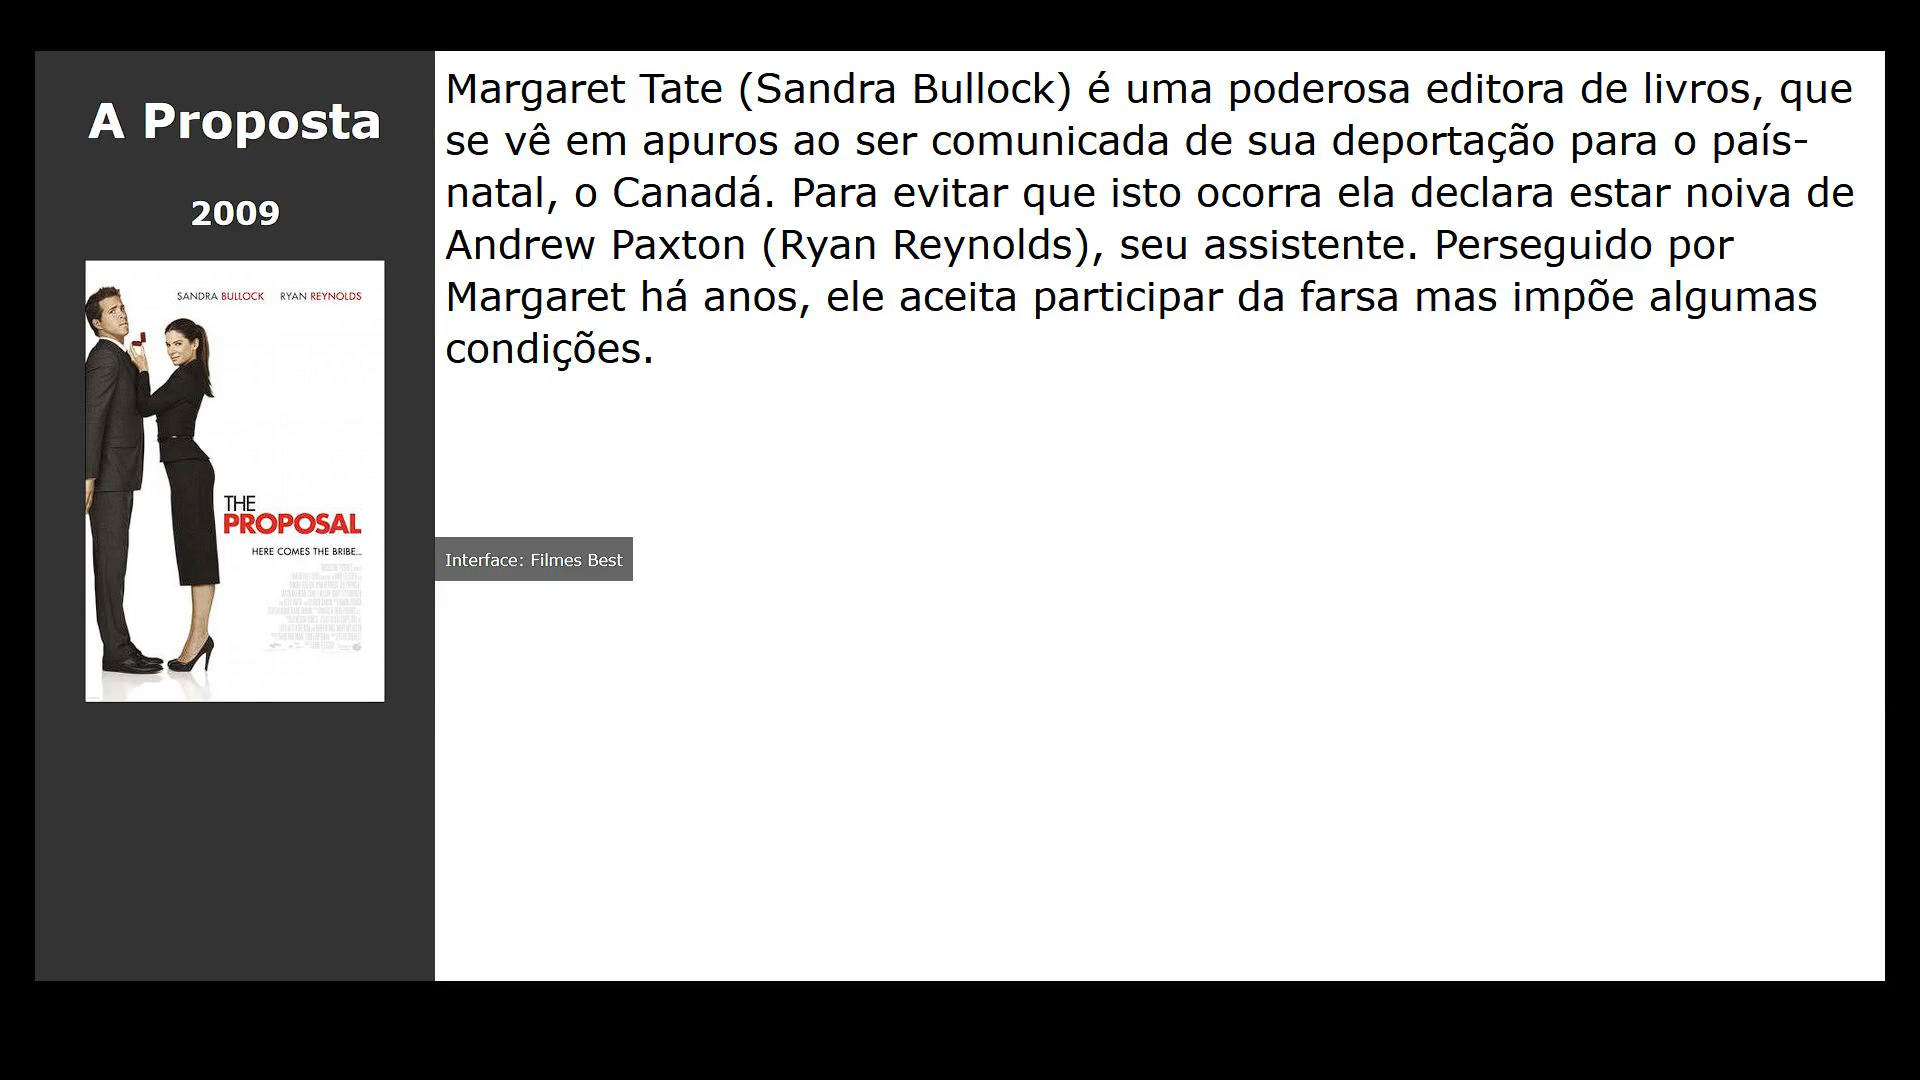 A Proposta
2009
SANDRA BULLOCK RYAN REYNOLDS
THE
PROPOSAL
HERE COMES THE BRIBE...
Margaret Tate (Sandra Bullock) é uma poderosa editora de livros, que
se vê em apuros ao ser comunicada de sua deportação para o país-
natal, o Canadá. Para evitar que isto ocorra ela declara estar noiva de
Andrew Paxton (Ryan Reynolds), seu assistente. Perseguido por
Margaret há anos, ele aceita participar da farsa mas impõe algumas
condições.
Interface: Filmes Best